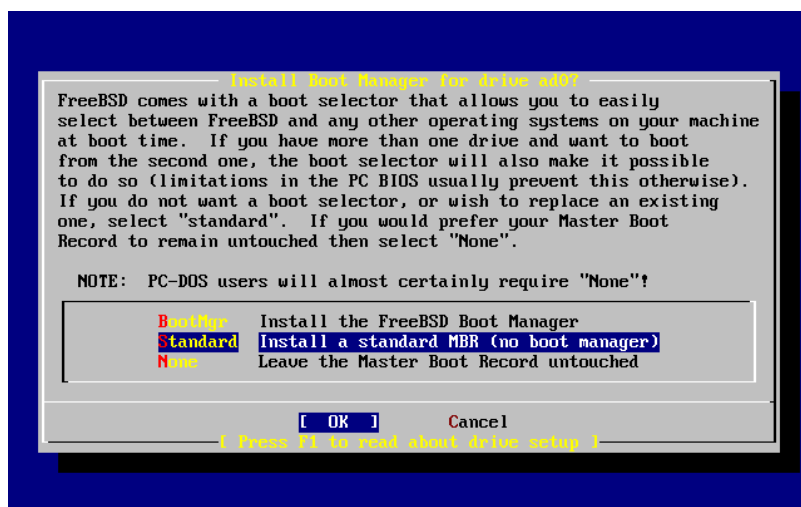 Install Boot Manager for drive ad0?
FreeBSD comes with a boot selector that allows you to easily
select between FreeBSD and any other operating systems on your machine
at boot time.  If you have more than one drive and want to boot
from the second one, the boot selector will also make it possible
to do so (limitations in the PC BIOS usually prevent this otherwise).
If you do not want a boot selector, or wish to replace an existing
one, select "standard".  If you would prefer your Master Boot
Record to remain untouched then select "None".
NOTE:  PC-DOS users will almost certainly require "None"!
BootMgr   Install the FreeBSD Boot Manager
Standard  Install a standard MBR (no boot manager)
None      Leave the Master Boot Record untouched
[  OK  ]       Cancel
[ Press F1 to read about drive setup ]